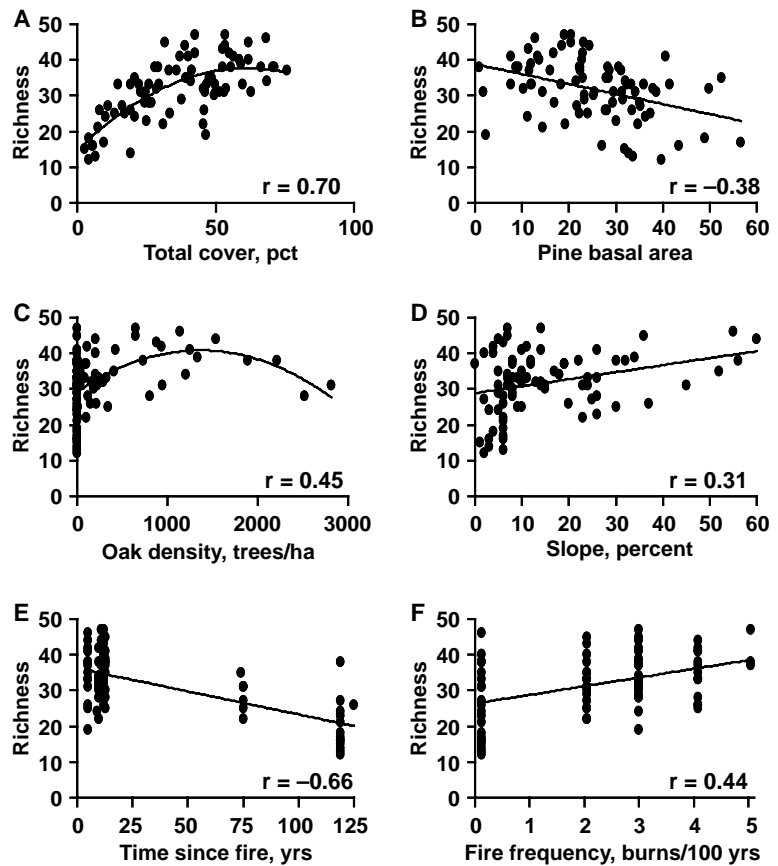 A
50
40
30
20
10
0
Richness
r = 0.70
0 50 100
Total cover, pct
B
50
40
30
20
10
0
Richness
r = –0.38
0 10 20 30 40 50 60
Pine basal area
C
50
40
30
20
10
0
Richness
r = 0.45
0 1000 2000 3000
Oak density, trees/ha
D
50
40
30
20
10
0
Richness
r = 0.31
0 10 20 30 40 50 60
Slope, percent
E
50
40
30
20
10
0
Richness
r = –0.66
0 25 50 75 100 125
Time since fire, yrs
F
50
40
30
20
10
0
Richness
r = 0.44
0 1 2 3 4 5
Fire frequency, burns/100 yrs